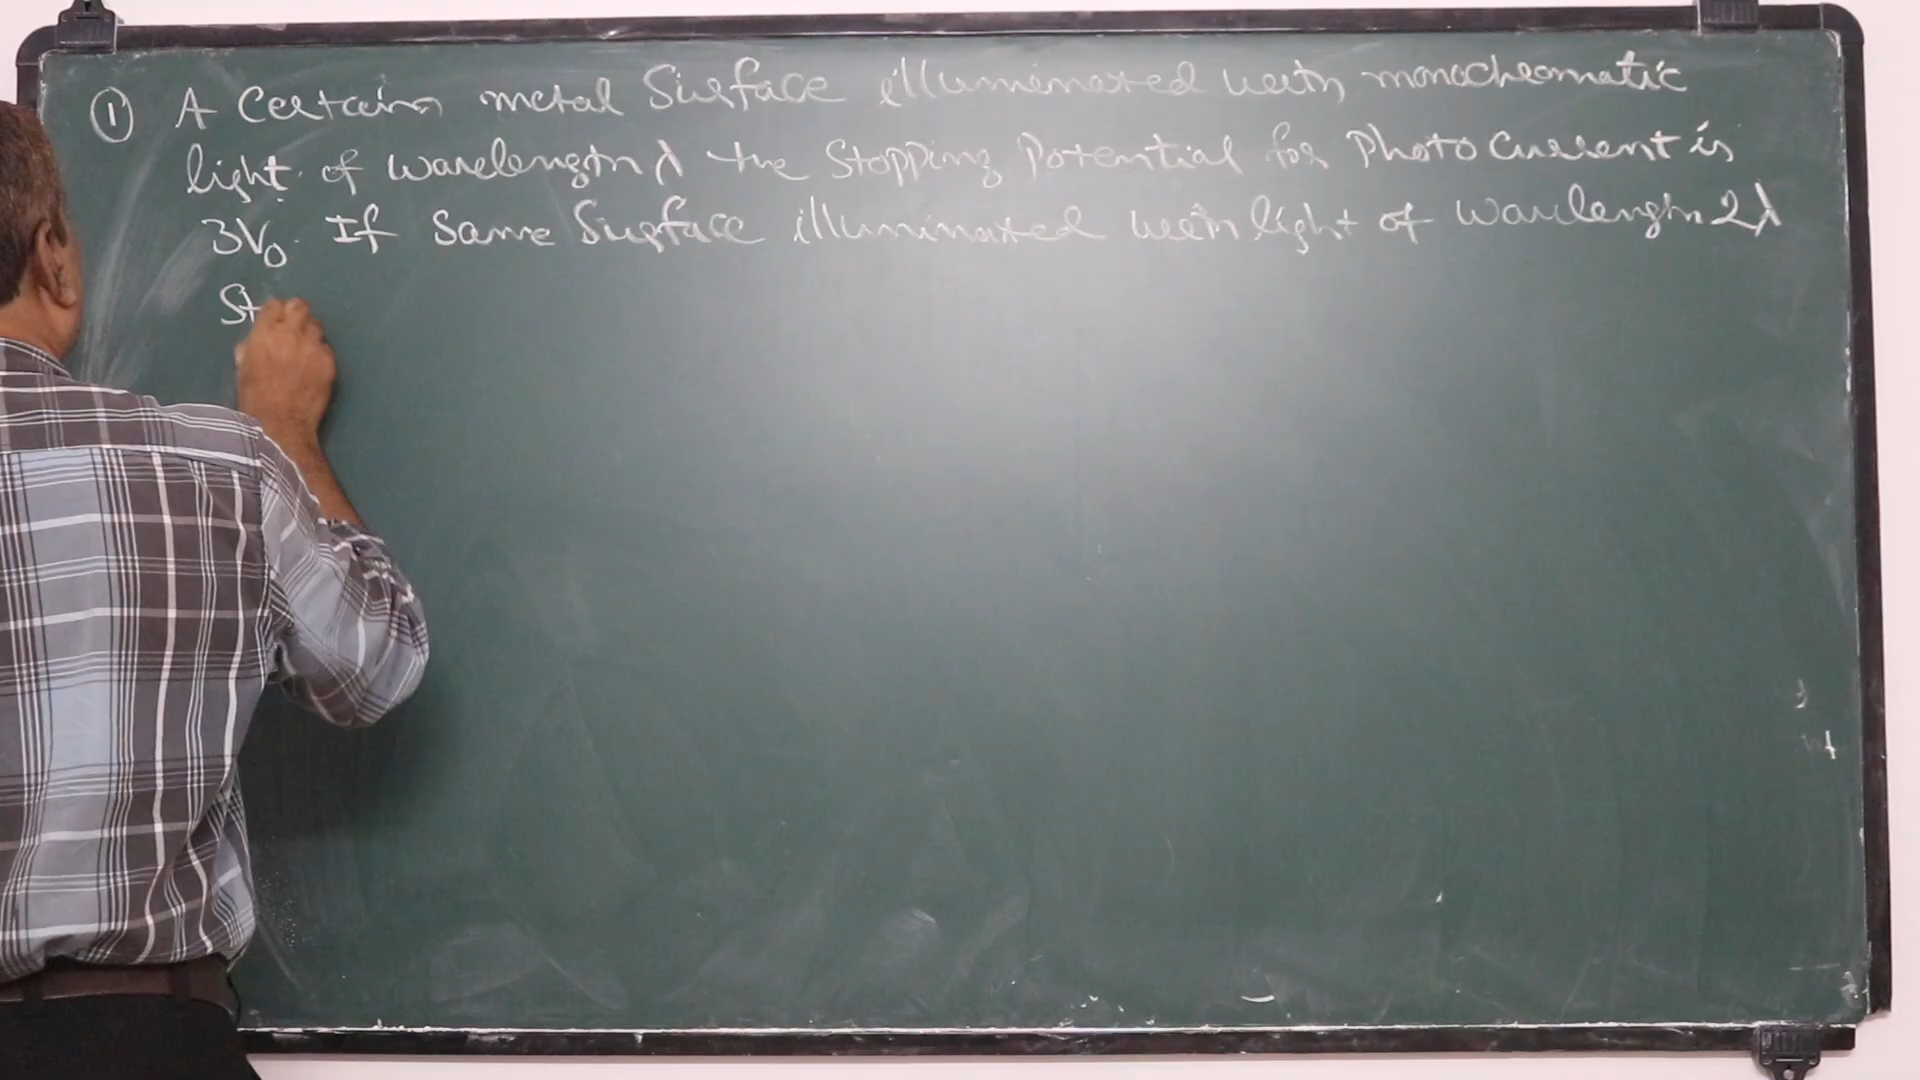 ① A Certain metal Surface illuminated with monochromatic
light of wavelength λ the Stopping Potential for Photo Current is
3V₀. If Same Surface illuminated with light of wavelength 2λ
St